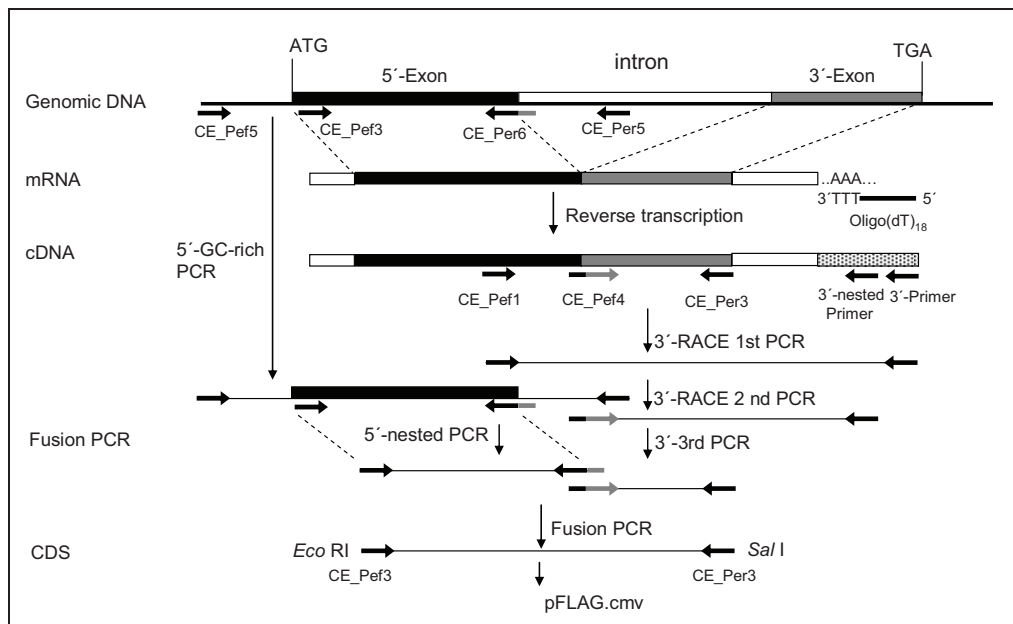 ATG
TGA
5´-Exon
intron
3´-Exon
Genomic DNA
CE_Pef5
CE_Pef3
CE_Per6
CE_Per5
mRNA
..AAA...
3´TTT
5´
Oligo(dT)18
Reverse transcription
5´-GC-rich
PCR
cDNA
CE_Pef1
CE_Pef4
CE_Per3
3´-nested
Primer
3´-Primer
3´-RACE 1st PCR
3´-RACE 2 nd PCR
Fusion PCR
5´-nested PCR
3´-3rd PCR
Fusion PCR
CDS
Eco RI
Sal I
CE_Pef3
CE_Per3
pFLAG.cmv